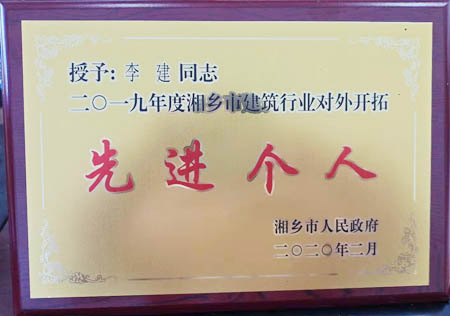 授予：李 建 同志
二〇一九年度湘乡市建筑行业对外开拓
先进个人
湘乡市人民政府
二〇二〇年二月